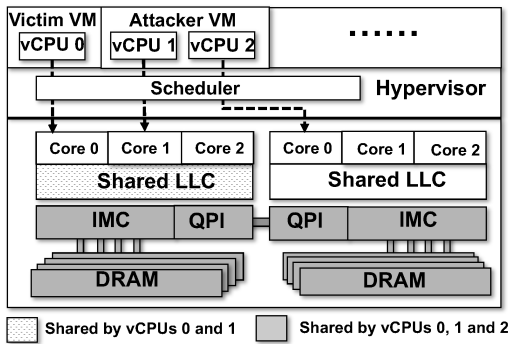 Victim VM Attacker VM
vCPU 0 vCPU 1 vCPU 2 ......
Scheduler Hypervisor
Core 0 Core 1 Core 2 Core 0 Core 1 Core 2
Shared LLC Shared LLC
IMC QPI QPI IMC
DRAM DRAM
Shared by vCPUs 0 and 1 Shared by vCPUs 0, 1 and 2